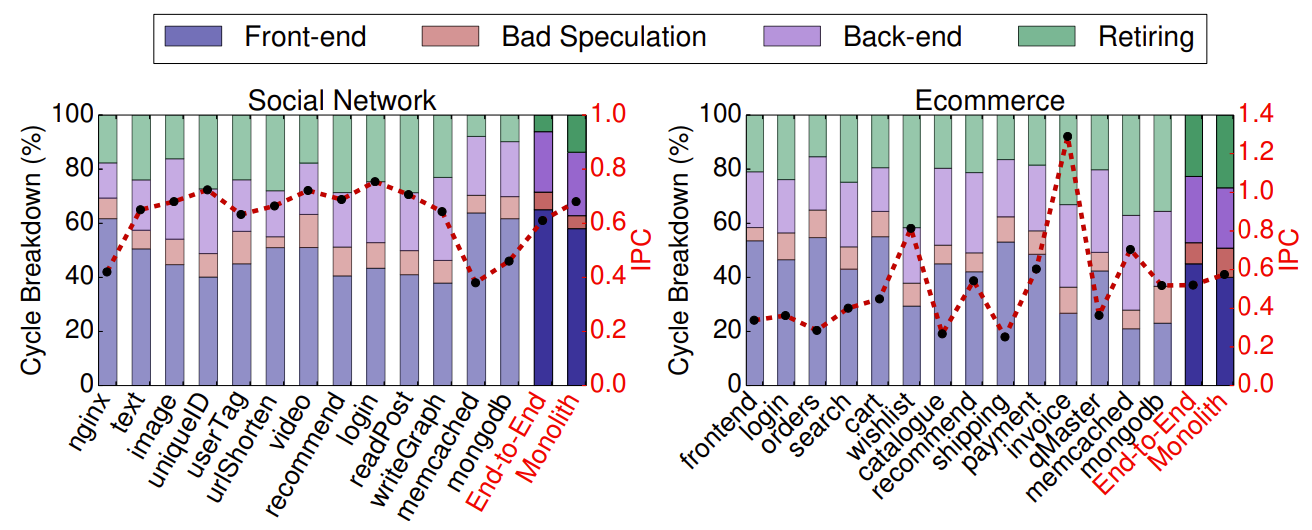 Front-end Bad Speculation Back-end Retiring
Social Network
Cycle Breakdown (%)
100
80
60
40
20
0
1.0
0.8
0.6
0.4
0.2
0.0
IPC
nginx
text
image
uniqueID
userTag
urlShorten
video
recommend
login
readPost
writeGraph
memcached
mongodb
End-to-End
Monolith
Ecommerce
Cycle Breakdown (%)
100
80
60
40
20
0
1.4
1.2
1.0
0.8
0.6
0.4
0.2
0.0
IPC
frontend
login
orders
search
cart
wishlist
catalogue
recommend
shipping
payment
invoice
qMaster
memcached
mongodb
End-to-End
Monolith